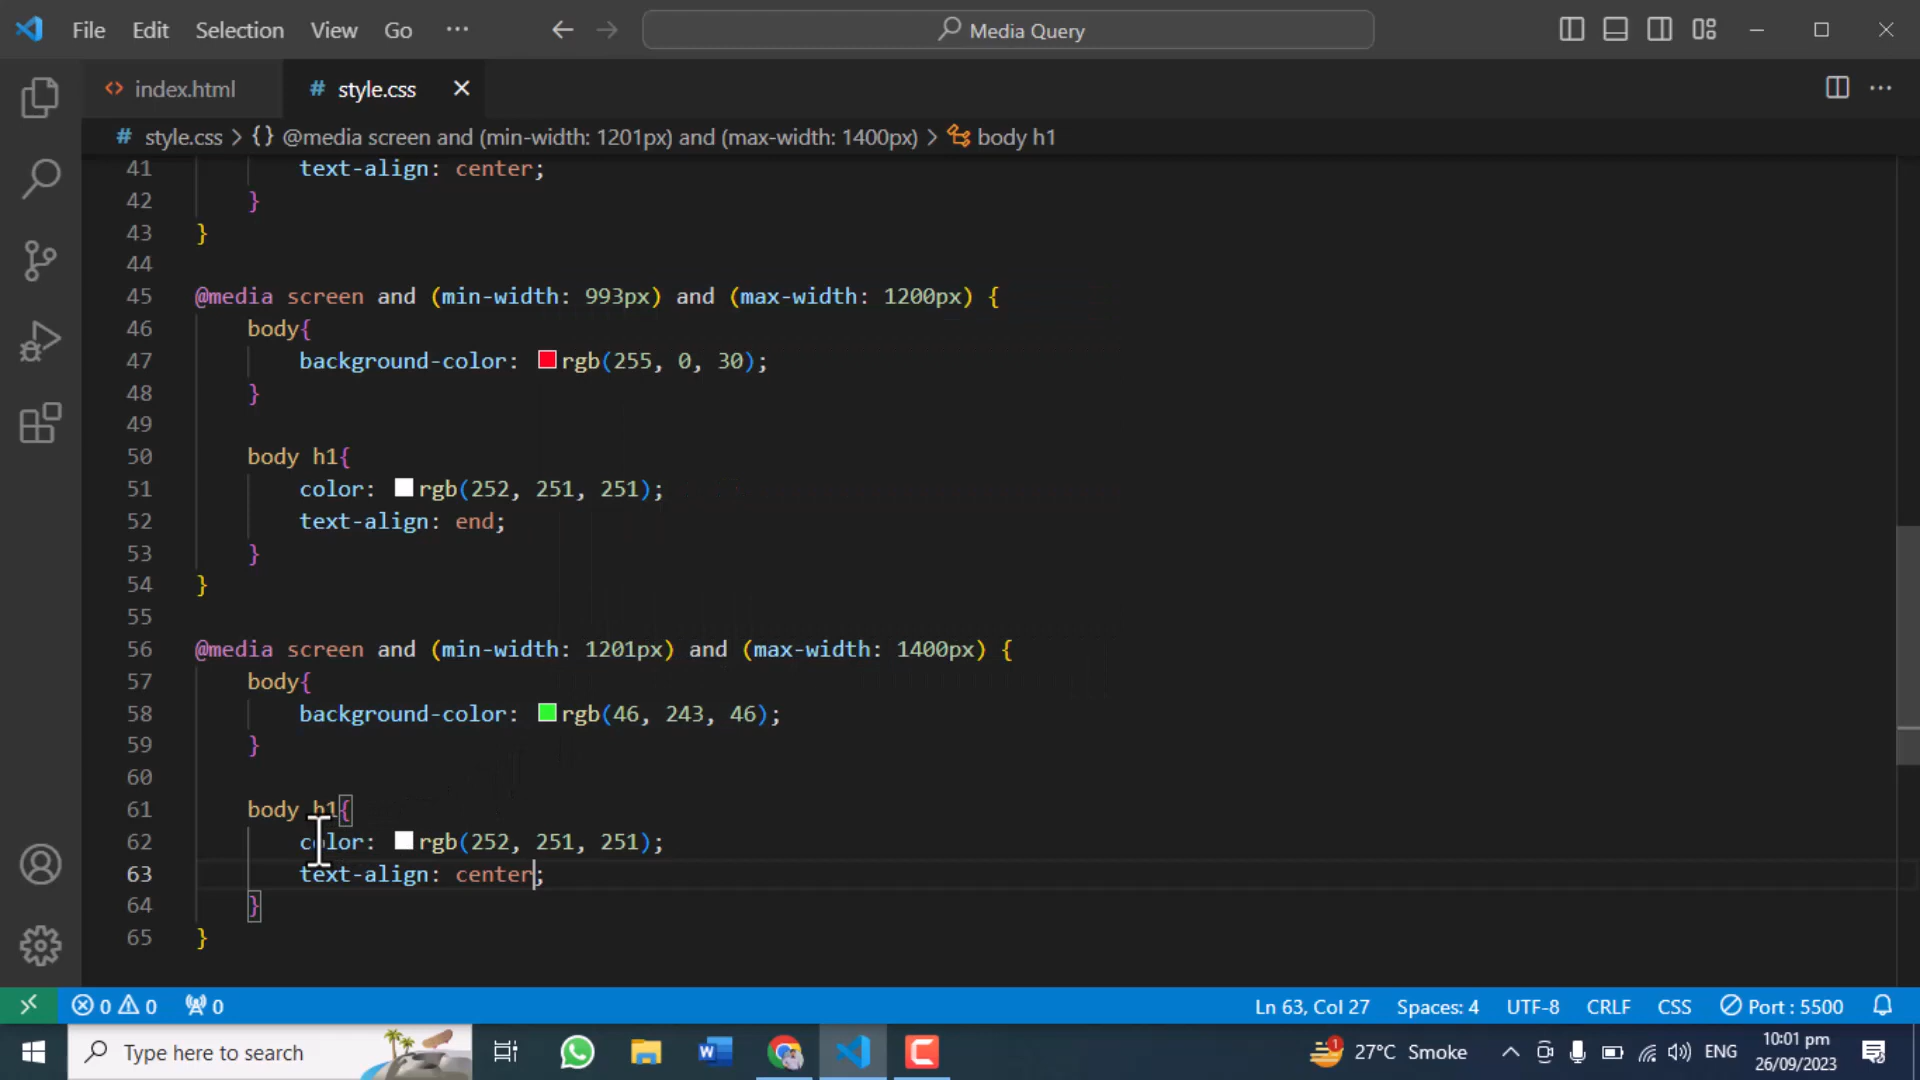 File Edit Selection View Go ···
Media Query
index.html
# style.css
# style.css > {} @media screen and (min-width: 1201px) and (max-width: 1400px) > body h1
41 text-align: center;
42 }
43 }
44
45 @media screen and (min-width: 993px) and (max-width: 1200px) {
46 body{
47 background-color: rgb(255, 0, 30);
48 }
49
50 body h1{
51 color: rgb(252, 251, 251);
52 text-align: end;
53 }
54 }
55
56 @media screen and (min-width: 1201px) and (max-width: 1400px) {
57 body{
58 background-color: rgb(46, 243, 46);
59 }
60
61 body h1{
62 color: rgb(252, 251, 251);
63 text-align: center;
64 }
65 }
0 0 0 Ln 63, Col 27 Spaces: 4 UTF-8 CRLF CSS Port : 5500
Type here to search
1 27°C Smoke
ENG
10:01 pm
26/09/2023